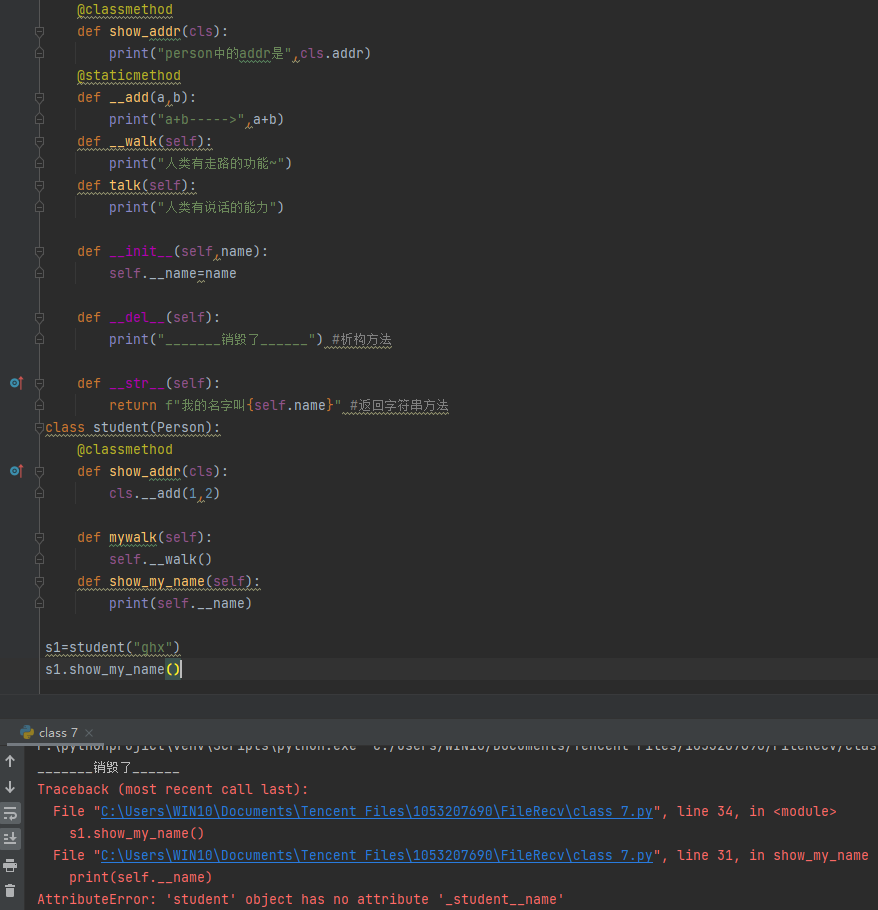 @classmethod
def show_addr(cls):
print("person中的addr是",cls.addr)
@staticmethod
def __add(a,b):
print("a+b----->",a+b)
def __walk(self):
print("人类有走路的功能~")
def talk(self):
print("人类有说话的能力")
def __init__(self,name):
self.__name=name
def __del__(self):
print("_______销毁了______") #析构方法
def __str__(self):
return f"我的名字叫{self.name}" #返回字符串方法
class student(Person):
@classmethod
def show_addr(cls):
cls.__add(1,2)
def mywalk(self):
self.__walk()
def show_my_name(self):
print(self.__name)
s1=student("ghx")
s1.show_my_name()
class 7
_______销毁了______
Traceback (most recent call last):
File "C:\Users\WIN10\Documents\Tencent Files\1053207690\FileRecv\class 7.py", line 34, in <module>
s1.show_my_name()
File "C:\Users\WIN10\Documents\Tencent Files\1053207690\FileRecv\class 7.py", line 31, in show_my_name
print(self.__name)
AttributeError: 'student' object has no attribute '_student__name'